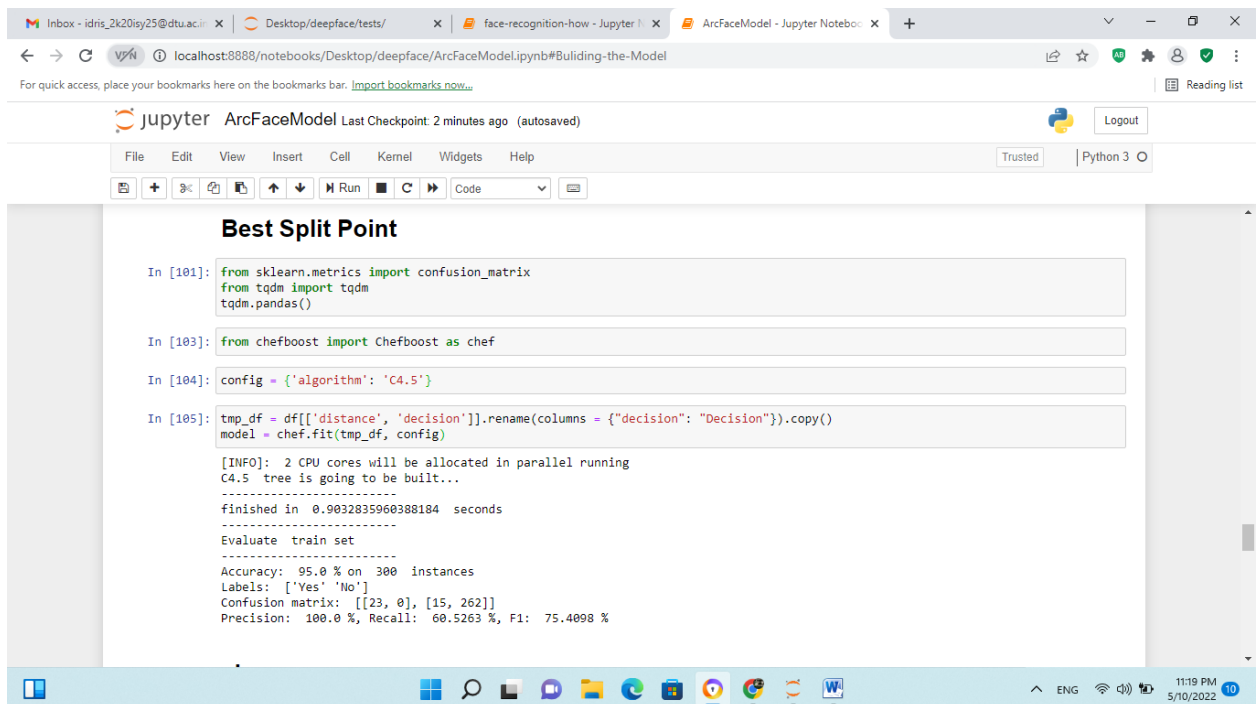 Inbox - idris_2k20isy25@dtu.ac.in
Desktop/deepface/tests/
face-recognition-how - Jupyter N
ArcFaceModel - Jupyter Noteboo
VPN
localhost:8888/notebooks/Desktop/deepface/ArcFaceModel.ipynb#Buliding-the-Model
AB
For quick access, place your bookmarks here on the bookmarks bar. Import bookmarks now...
Reading list
jupyter ArcFaceModel Last Checkpoint: 2 minutes ago (autosaved)
Logout
File Edit View Insert Cell Kernel Widgets Help
Trusted
Python 3
Run
Code
Best Split Point
In [101]: from sklearn.metrics import confusion_matrix
from tqdm import tqdm
tqdm.pandas()
In [103]: from chefboost import Chefboost as chef
In [104]: config = {'algorithm': 'C4.5'}
In [105]: tmp_df = df[['distance', 'decision']].rename(columns = {"decision": "Decision"}).copy()
model = chef.fit(tmp_df, config)
[INFO]:  2 CPU cores will be allocated in parallel running
C4.5  tree is going to be built...
-------------------------
finished in  0.9032835960388184  seconds
-------------------------
Evaluate  train set
-------------------------
Accuracy:  95.0 % on  300  instances
Labels:  ['Yes' 'No']
Confusion matrix:  [[23, 0], [15, 262]]
Precision:  100.0 %, Recall:  60.5263 %, F1:  75.4098 %
ENG
11:19 PM
5/10/2022
10